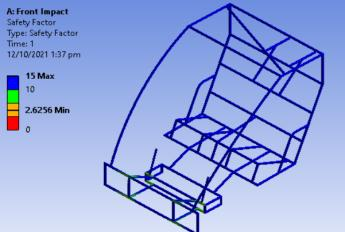 A: Front Impact
Safety Factor
Type: Safety Factor
Time: 1
12/10/2021 1:37 pm
15 Max
10
2.6256 Min
0